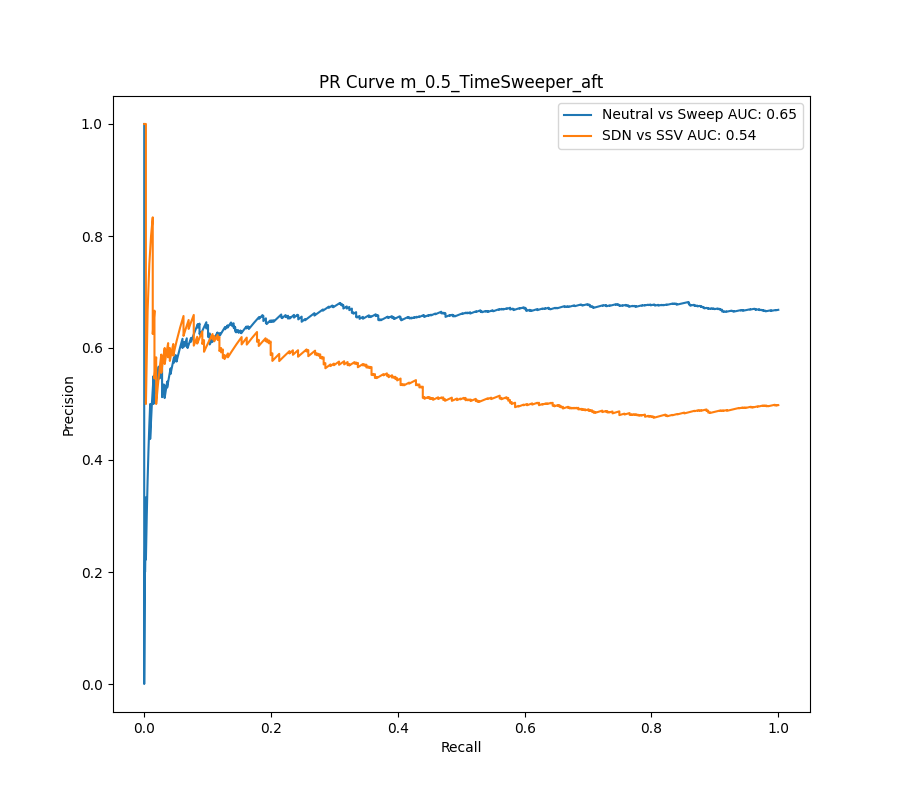 PR Curve m_0.5_TimeSweeper_aft
Neutral vs Sweep AUC: 0.65
SDN vs SSV AUC: 0.54
1.0
0.8
0.6
0.4
0.2
0.0
Precision
0.0 0.2 0.4 0.6 0.8 1.0
Recall